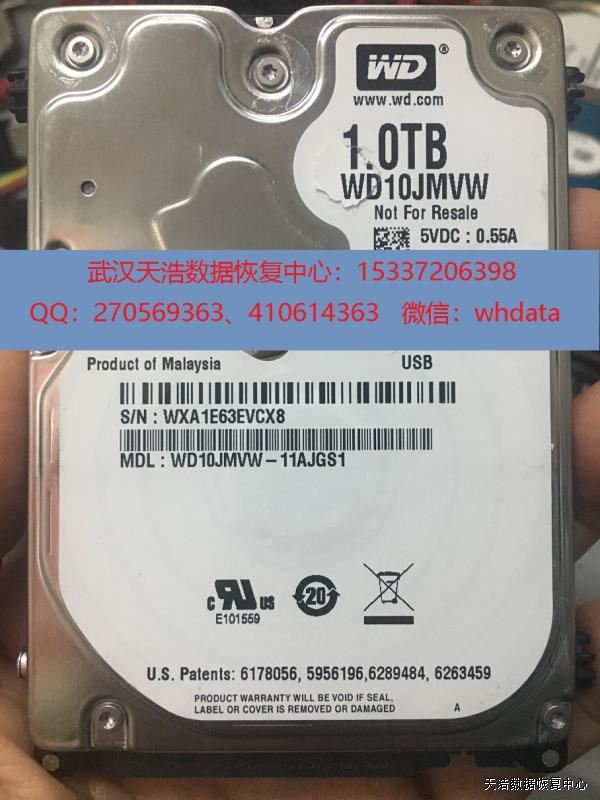 WD®
www.wd.com
1.0TB
WD10JMVW
Not For Resale
5VDC : 0.55A
武汉天浩数据恢复中心：15337206398
QQ：270569363、410614363 微信：whdata
Product of Malaysia USB
S/N : WXA1E63EVCX8
MDL : WD10JMVW – 11AJGS1
c RU US
20
E101559
U.S. Patents: 6178056, 5956196,6289484, 6263459
PRODUCT WARRANTY WILL BE VOID IF SEAL,
LABEL OR COVER IS REMOVED OR DAMAGED A
天浩数据恢复中心